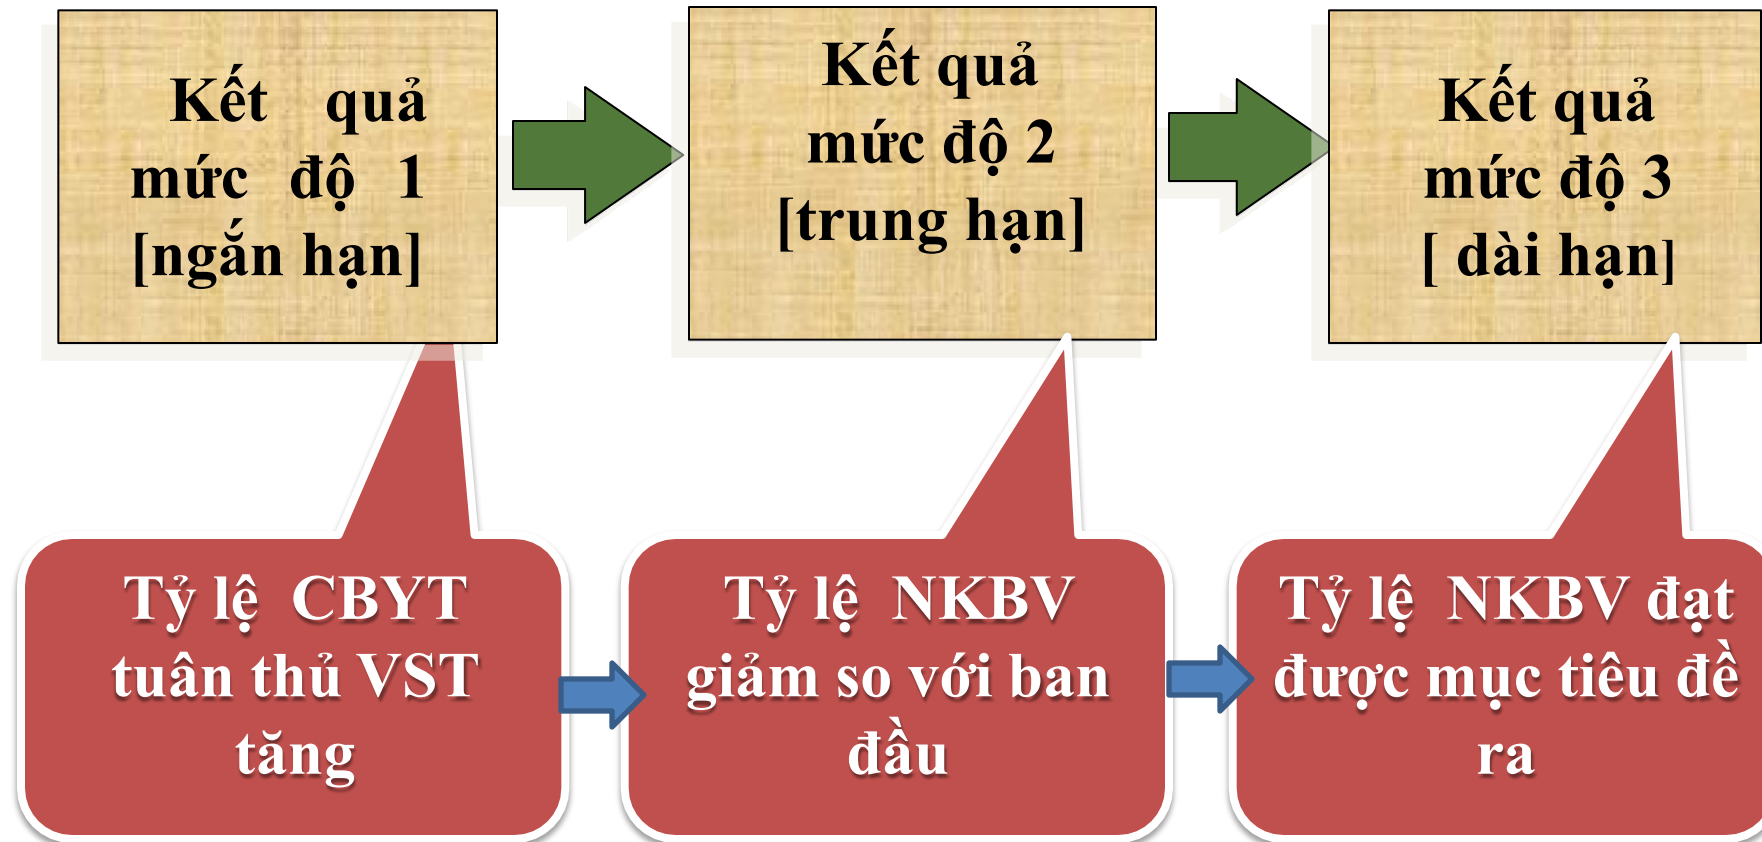 Kết quả
mức độ 1
[ngắn hạn]
Kết quả
mức độ 2
[trung hạn]
Kết quả
mức độ 3
[ dài hạn]
Tỷ lệ CBYT
tuân thủ VST
tăng
Tỷ lệ NKBV
giảm so với ban
đầu
Tỷ lệ NKBV đạt
được mục tiêu đề
ra